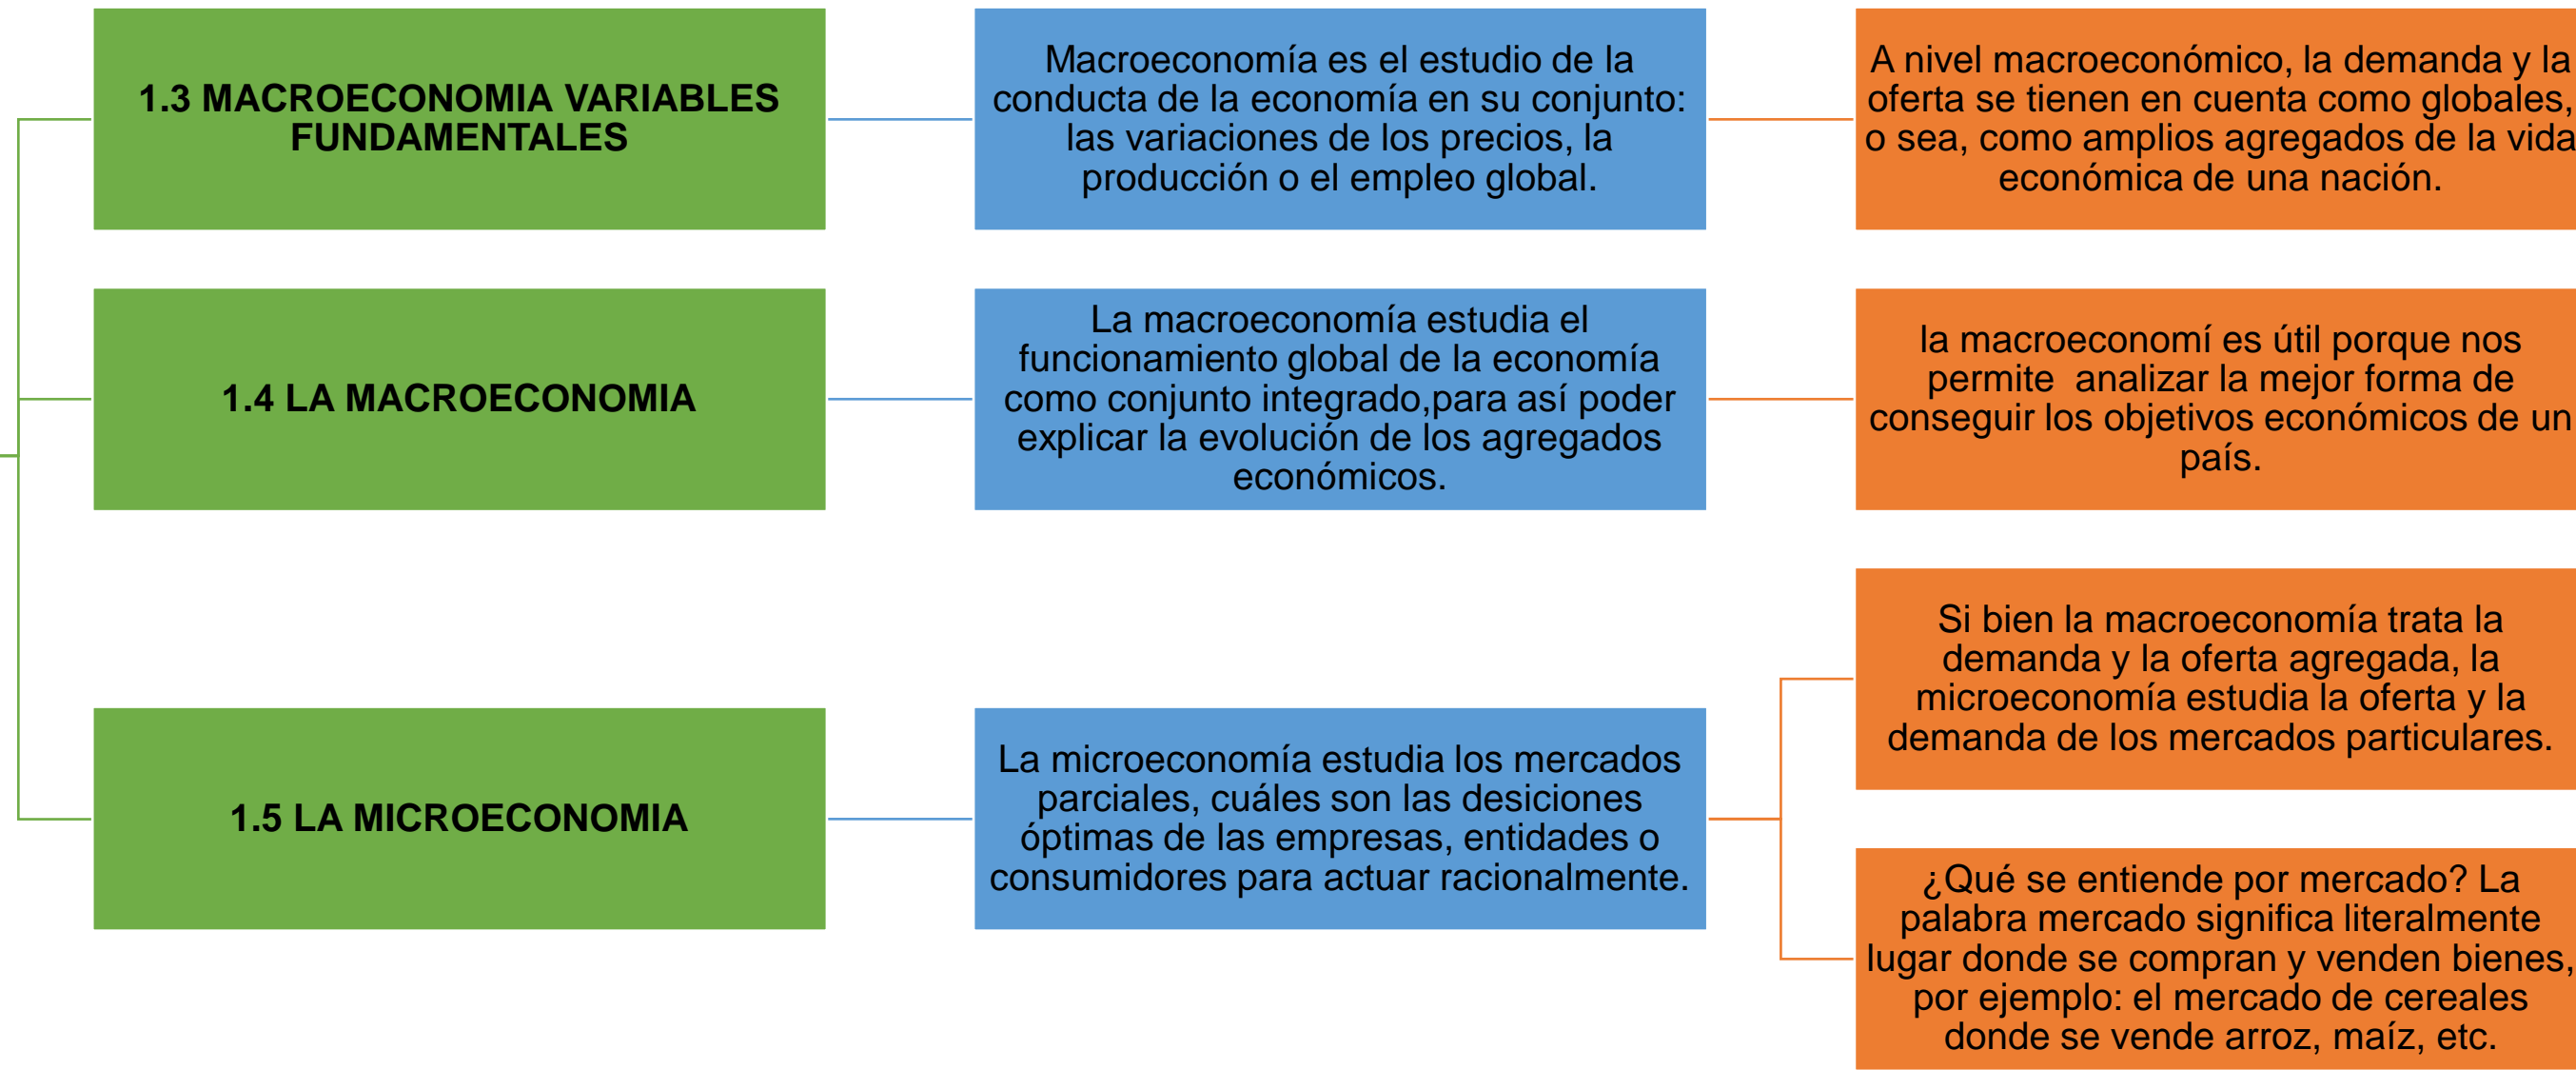 1.3 MACROECONOMIA VARIABLES
FUNDAMENTALES
Macroeconomía es el estudio de la
conducta de la economía en su conjunto:
las variaciones de los precios, la
producción o el empleo global.
A nivel macroeconómico, la demanda y la
oferta se tienen en cuenta como globales,
o sea, como amplios agregados de la vida
económica de una nación.
1.4 LA MACROECONOMIA
La macroeconomía estudia el
funcionamiento global de la economía
como conjunto integrado,para así poder
explicar la evolución de los agregados
económicos.
la macroeconomí es útil porque nos
permite  analizar la mejor forma de
conseguir los objetivos económicos de un
país.
1.5 LA MICROECONOMIA
La microeconomía estudia los mercados
parciales, cuáles son las desiciones
óptimas de las empresas, entidades o
consumidores para actuar racionalmente.
Si bien la macroeconomía trata la
demanda y la oferta agregada, la
microeconomía estudia la oferta y la
demanda de los mercados particulares.
¿Qué se entiende por mercado? La
palabra mercado significa literalmente
lugar donde se compran y venden bienes,
por ejemplo: el mercado de cereales
donde se vende arroz, maíz, etc.